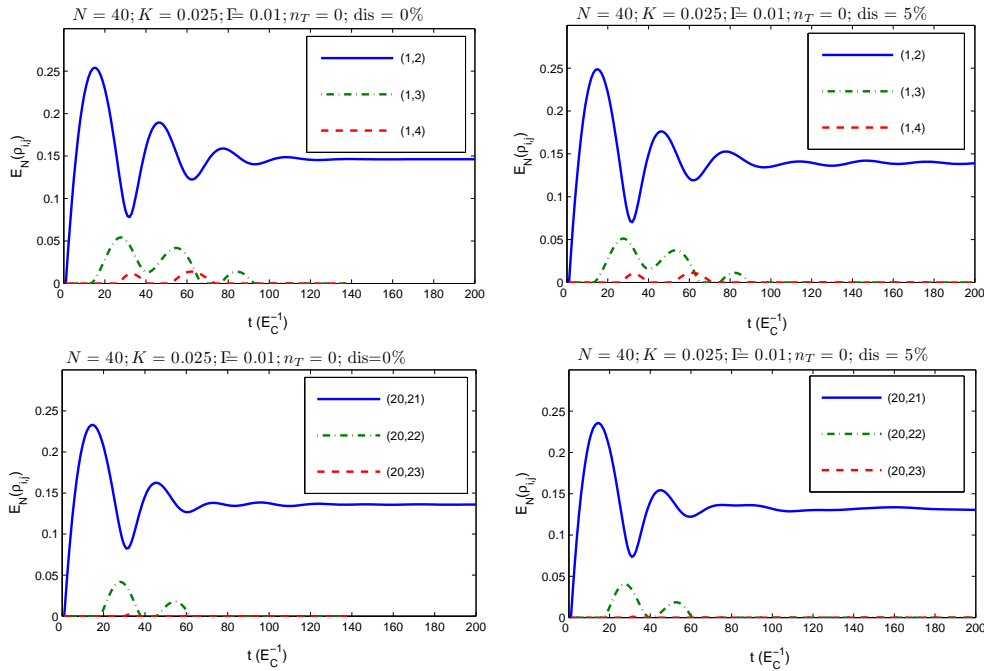 N = 40; K = 0.025; Γ= 0.01; n_T = 0; dis = 0%
E_N(ρ_{i,j})
0.25
0.2
0.15
0.1
0.05
0
0 20 40 60 80 100 120 140 160 180 200
t (E_C^{-1})
(1,2)
(1,3)
(1,4)
N = 40; K = 0.025; Γ= 0.01; n_T = 0; dis = 5%
E_N(ρ_{i,j})
0.25
0.2
0.15
0.1
0.05
0
0 20 40 60 80 100 120 140 160 180 200
t (E_C^{-1})
(1,2)
(1,3)
(1,4)
N = 40; K = 0.025; Γ= 0.01; n_T = 0; dis=0%
E_N(ρ_{i,j})
0.25
0.2
0.15
0.1
0.05
0
0 20 40 60 80 100 120 140 160 180 200
t (E_C^{-1})
(20,21)
(20,22)
(20,23)
N = 40; K = 0.025; Γ= 0.01; n_T = 0; dis = 5%
E_N(ρ_{i,j})
0.25
0.2
0.15
0.1
0.05
0
0 20 40 60 80 100 120 140 160 180 200
t (E_C^{-1})
(20,21)
(20,22)
(20,23)